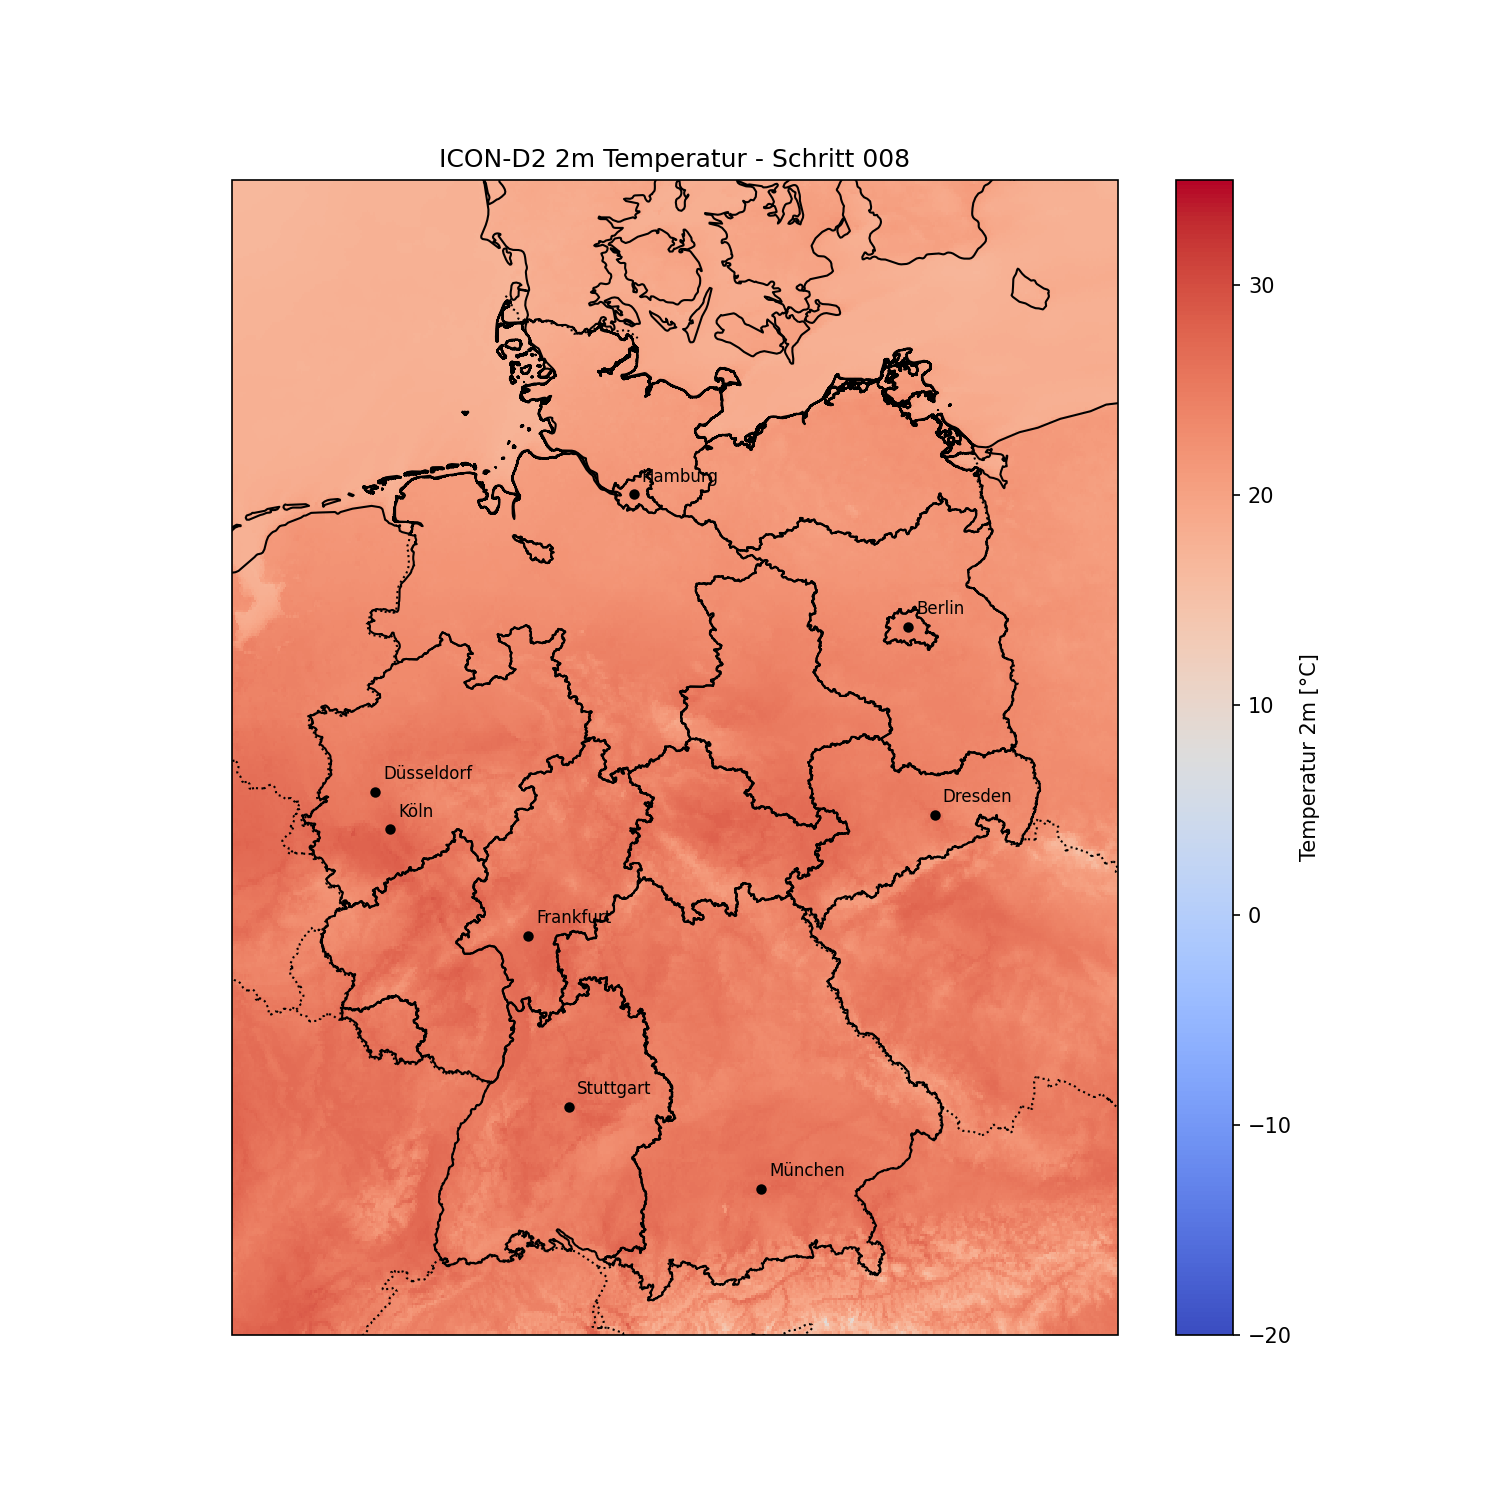 ICON-D2 2m Temperatur - Schritt 008
Hamburg
Berlin
Düsseldorf
Köln
Dresden
Frankfurt
Stuttgart
München
30
20
10
0
−10
−20
Temperatur 2m [°C]